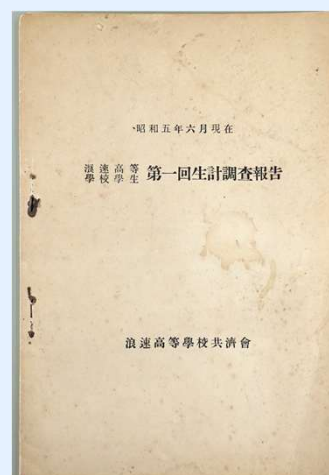 昭和五年六月現在
浪速高等
學校學生
第一回生計調查報告
浪速高等學校共濟會